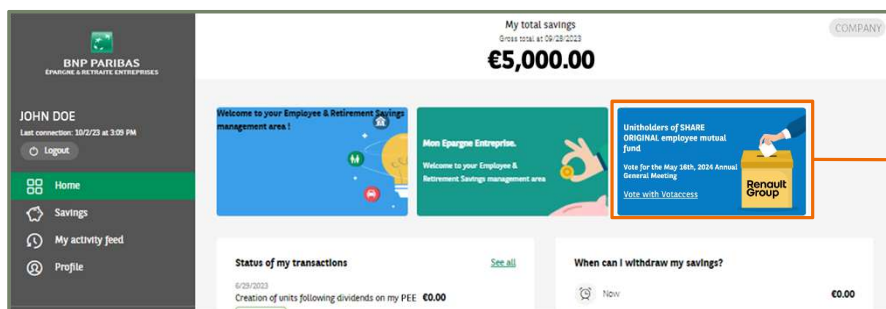 BNP PARIBAS
ÉPARGNE & RETRAITE ENTREPRISES
JOHN DOE
Last connection: 10/2/23 at 3:09 PM
Logout
Home
Savings
My activity feed
Profile
My total savings
Gross total at 09/28/2023
€5,000.00
COMPANY
Welcome to your Employee & Retirement Savings
management area !
Mon Epargne Entreprise.
Welcome to your Employee &
Retirement Savings management area
Unitholders of SHARE
ORIGINAL employee mutual
fund
Vote for the May 16th, 2024 Annual
General Meeting
Vote with Votaccess
Renault
Group
Status of my transactions
See all
6/29/2023
Creation of units following dividends on my PEE €0.00
When can I withdraw my savings?
Now
€0.00